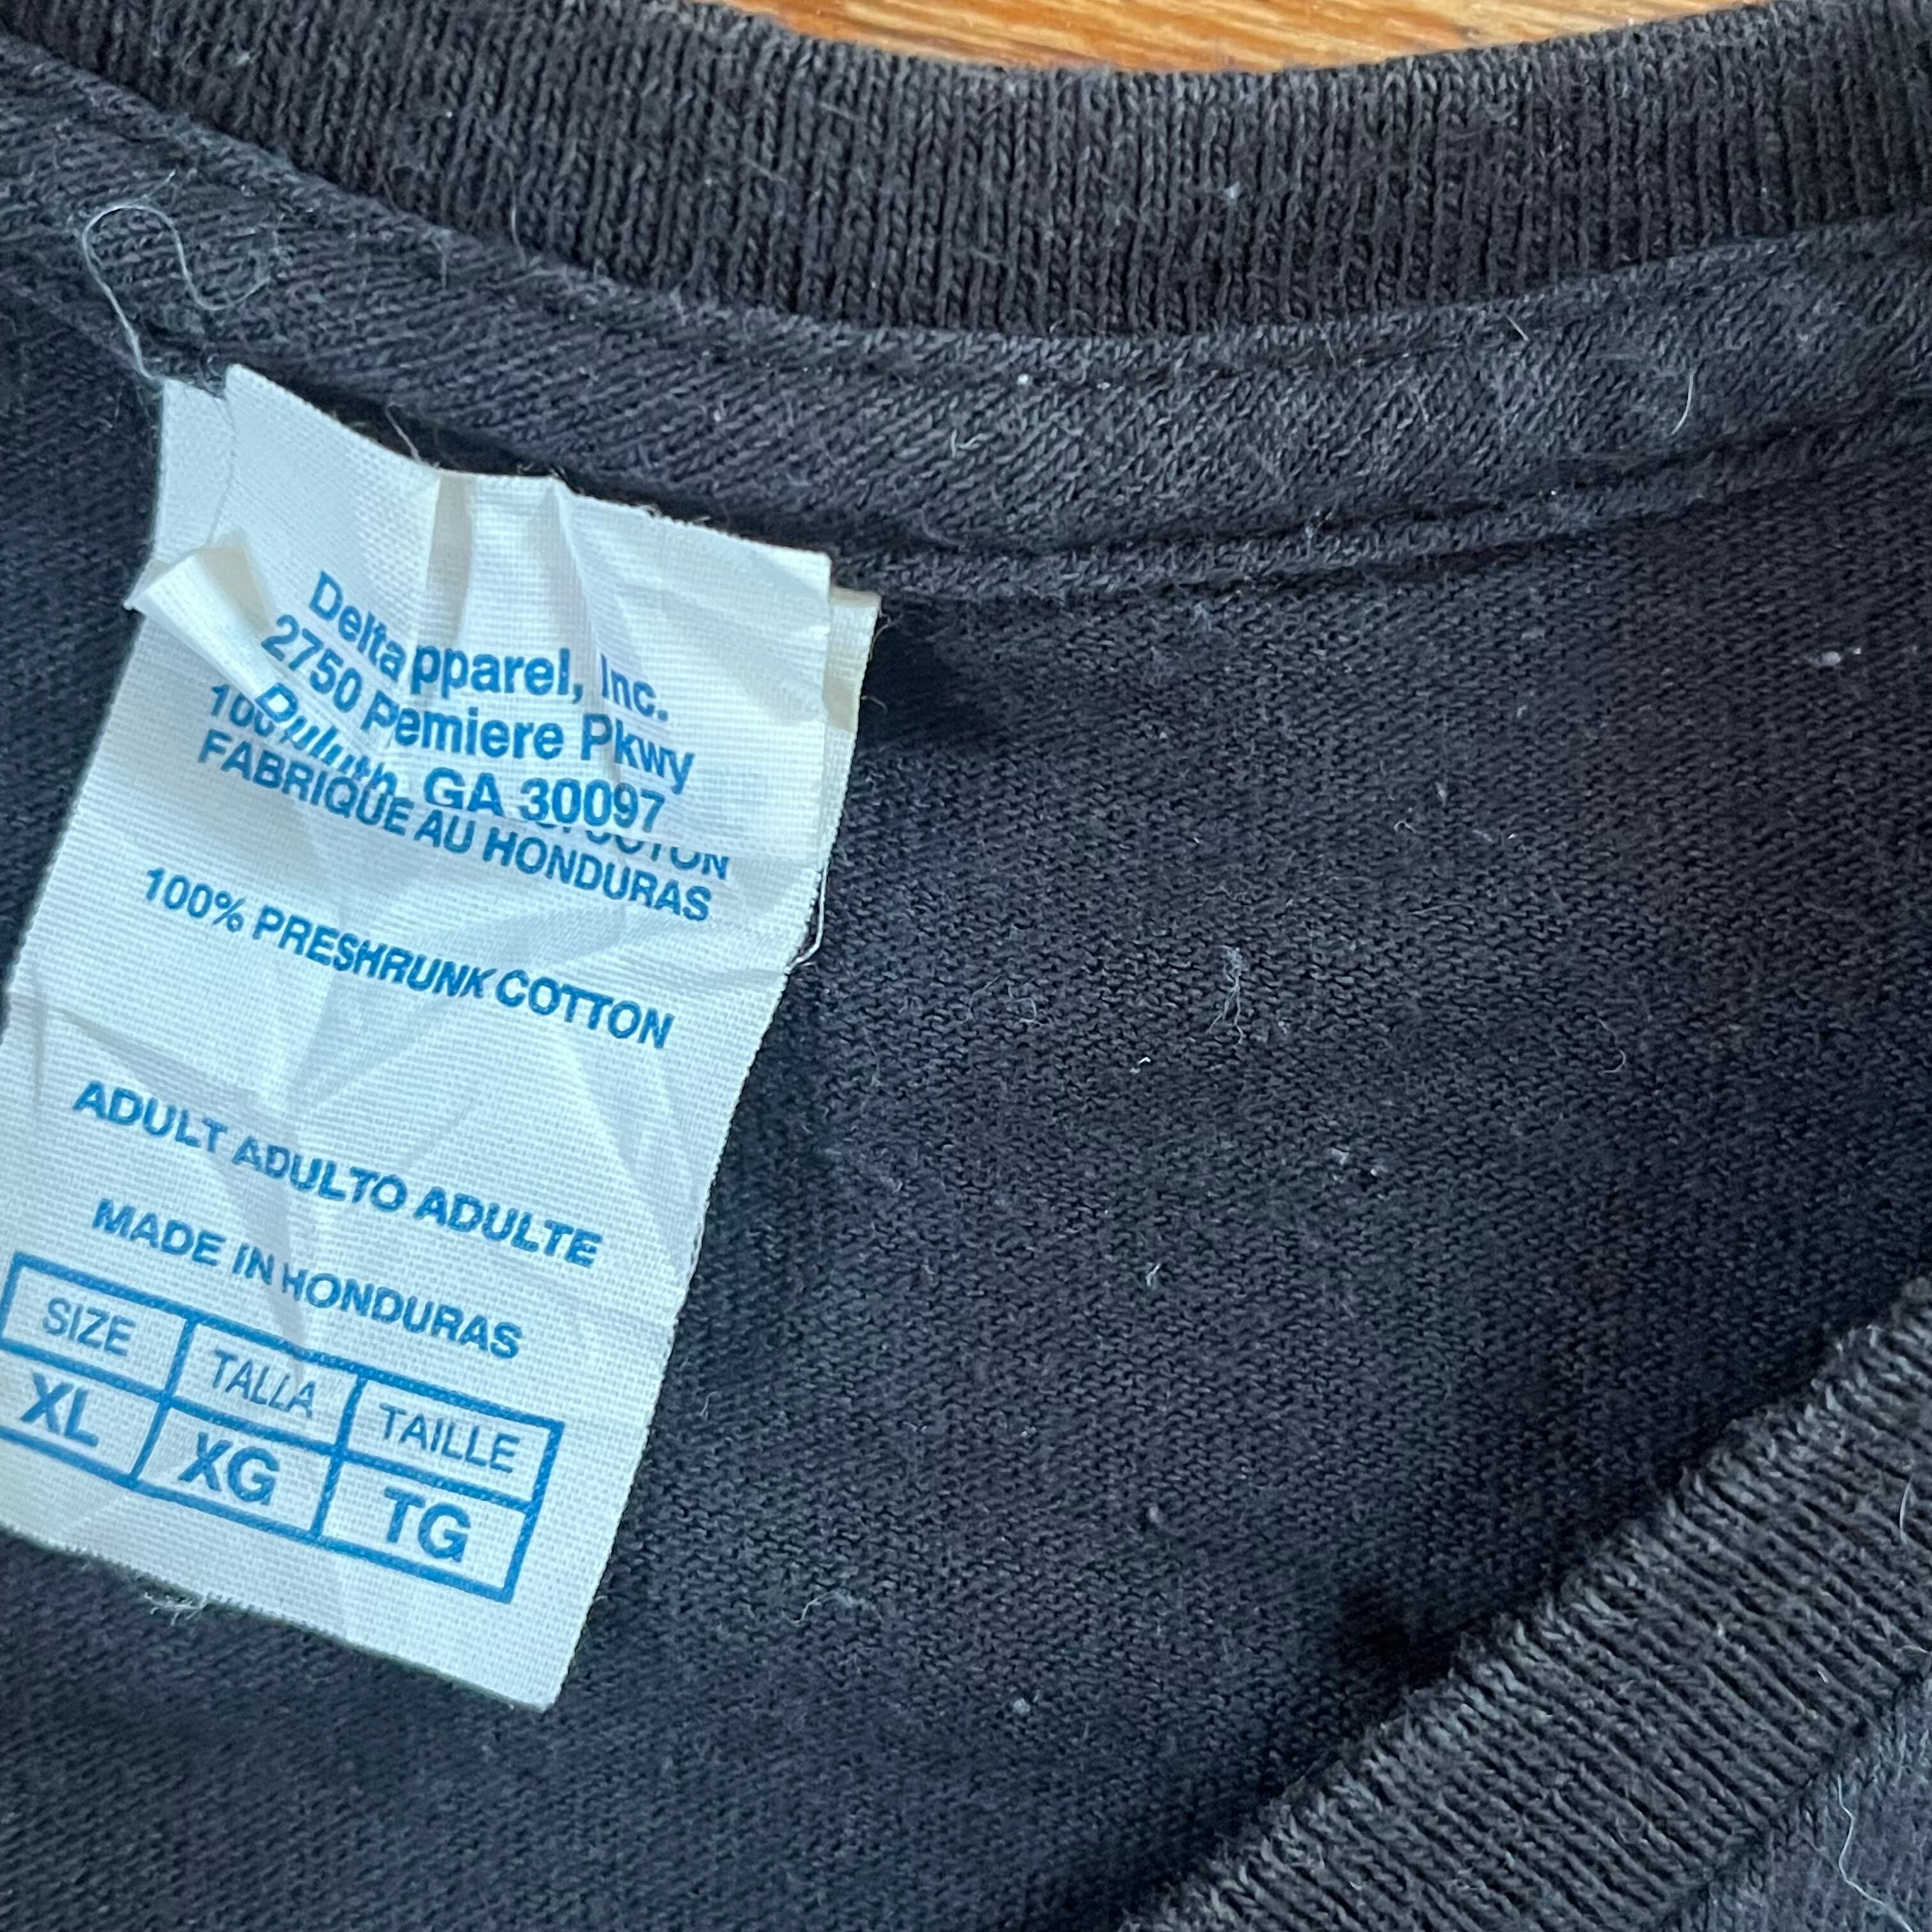 Delta pparel, Inc.
2750 Pemiere Pkwy
Duluth, GA 30097
FABRIQUE AU HONDURAS
100% PRESHRUNK COTTON
ADULT ADULTO ADULTE
MADE IN HONDURAS
SIZE TALLA TAILLE
XL XG TG